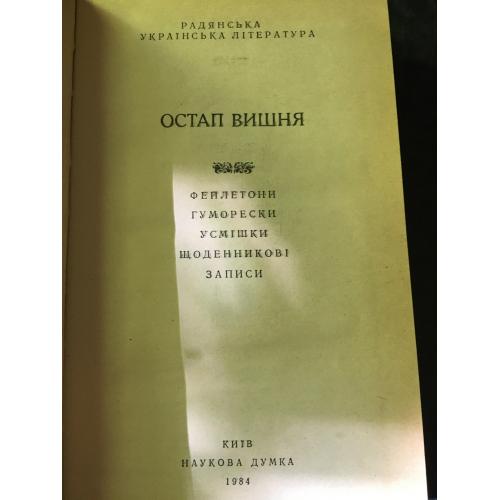 РАДЯНСЬКА
УКРАЇНСЬКА ЛІТЕРАТУРА
ОСТАП ВИШНЯ
ФЕЙЛЕТОНИ
ГУМОРЕСКИ
УСМІШКИ
ЩОДЕННИКОВІ
ЗАПИСИ
КИЇВ
НАУКОВА ДУМКА
1984